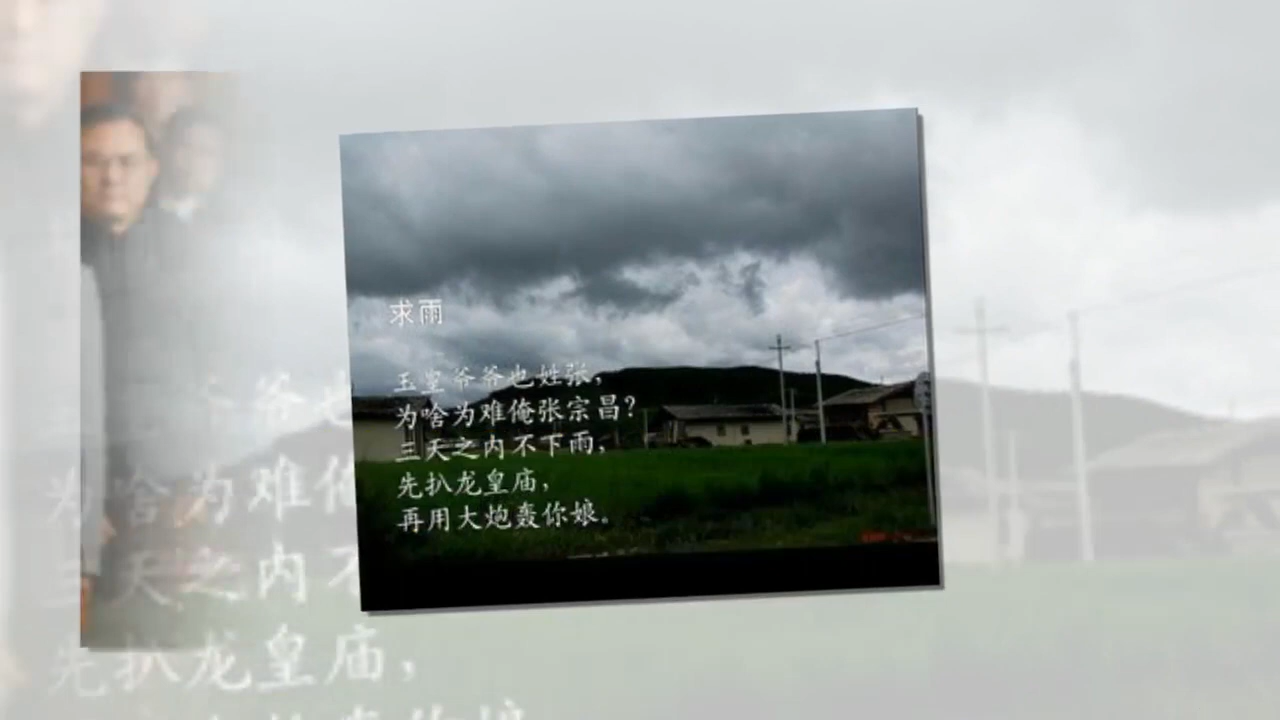 求雨
玉皇爷爷也姓张，
为啥为难俺张宗昌？
三天之内不下雨，
先扒龙皇庙，
再用大炮轰你娘。